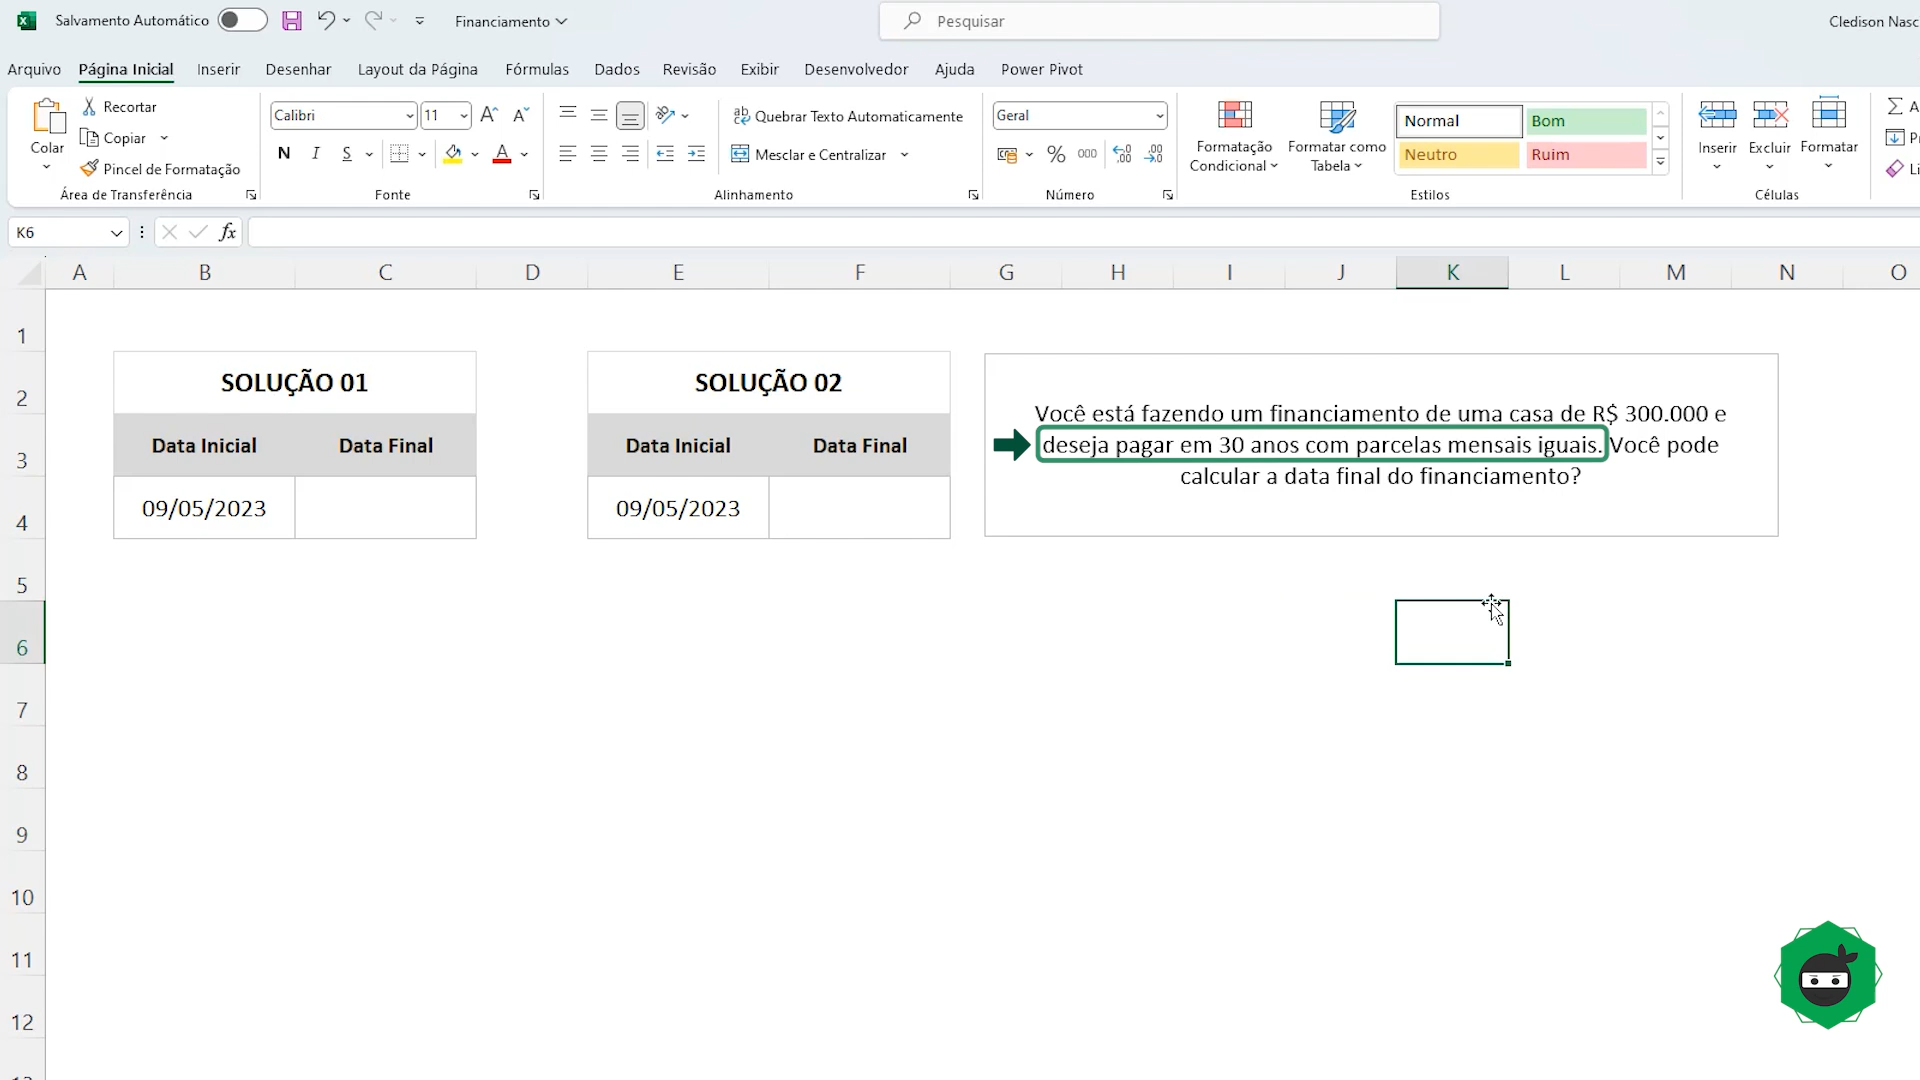 Salvamento Automático
Financiamento
Pesquisar
Cledison Nasc
Arquivo
Página Inicial
Inserir
Desenhar
Layout da Página
Fórmulas
Dados
Revisão
Exibir
Desenvolvedor
Ajuda
Power Pivot
Colar
Recortar
Copiar
Pincel de Formatação
Área de Transferência
Calibri
11
N I S
Fonte
Quebrar Texto Automaticamente
Mesclar e Centralizar
Alinhamento
Geral
% 000
Número
Formatação
Condicional
Formatar como
Tabela
Normal
Bom
Neutro
Ruim
Estilos
Inserir
Excluir
Formatar
Células
K6
fx
A B C D E F G H I J K L M N O
1
2
3
4
5
6
7
8
9
10
11
12
SOLUÇÃO 01
Data Inicial
Data Final
09/05/2023
SOLUÇÃO 02
Data Inicial
Data Final
09/05/2023
Você está fazendo um financiamento de uma casa de R$ 300.000 e
deseja pagar em 30 anos com parcelas mensais iguais. Você pode
calcular a data final do financiamento?